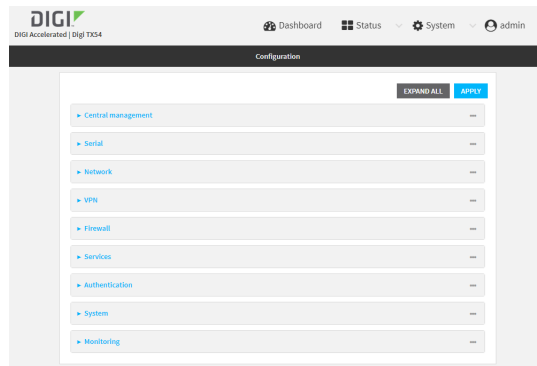 DIGI
DIGI Accelerated | Digi TX54
Dashboard
Status
System
admin
Configuration
EXPAND ALL
APPLY
Central management
Serial
Network
VPN
Firewall
Services
Authentication
System
Monitoring